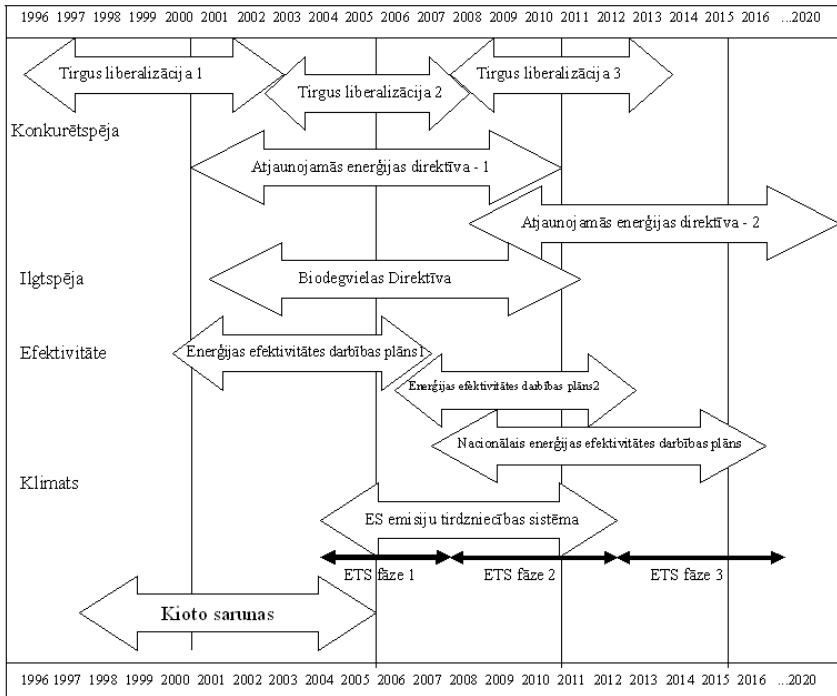 1996 1997 1998 1999 2000 2001 2002 2003 2004 2005 2006 2007 2008 2009 2010 2011 2012 2013 2014 2015 2016 ...2020
Tirgus liberalizācija 1
Tirgus liberalizācija 3
Tirgus liberalizācija 2
Konkurētspēja
Atjaunojamās enerģijas direktīva - 1
Atjaunojamās enerģijas direktīva - 2
Ilgtspēja
Biodegvielas Direktīva
Efektivitāte
Enerģijas efektivitātes darbības plāns1
Enerģijas efektivitātes darbības plāns2
Nacionālais enerģijas efektivitātes darbības plāns
Klimats
ES emisiju tirdzniecības sistēma
ETS fāze 1
ETS fāze 2
ETS fāze 3
Kioto sarunas
1996 1997 1998 1999 2000 2001 2002 2003 2004 2005 2006 2007 2008 2009 2010 2011 2012 2013 2014 2015 2016 ...2020